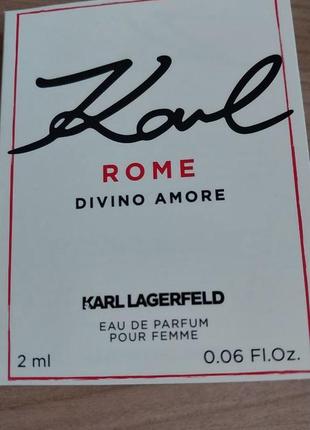 Karl
ROME
DIVINO AMORE
KARL LAGERFELD
EAU DE PARFUM
POUR FEMME
2 ml 0.06 Fl.Oz.